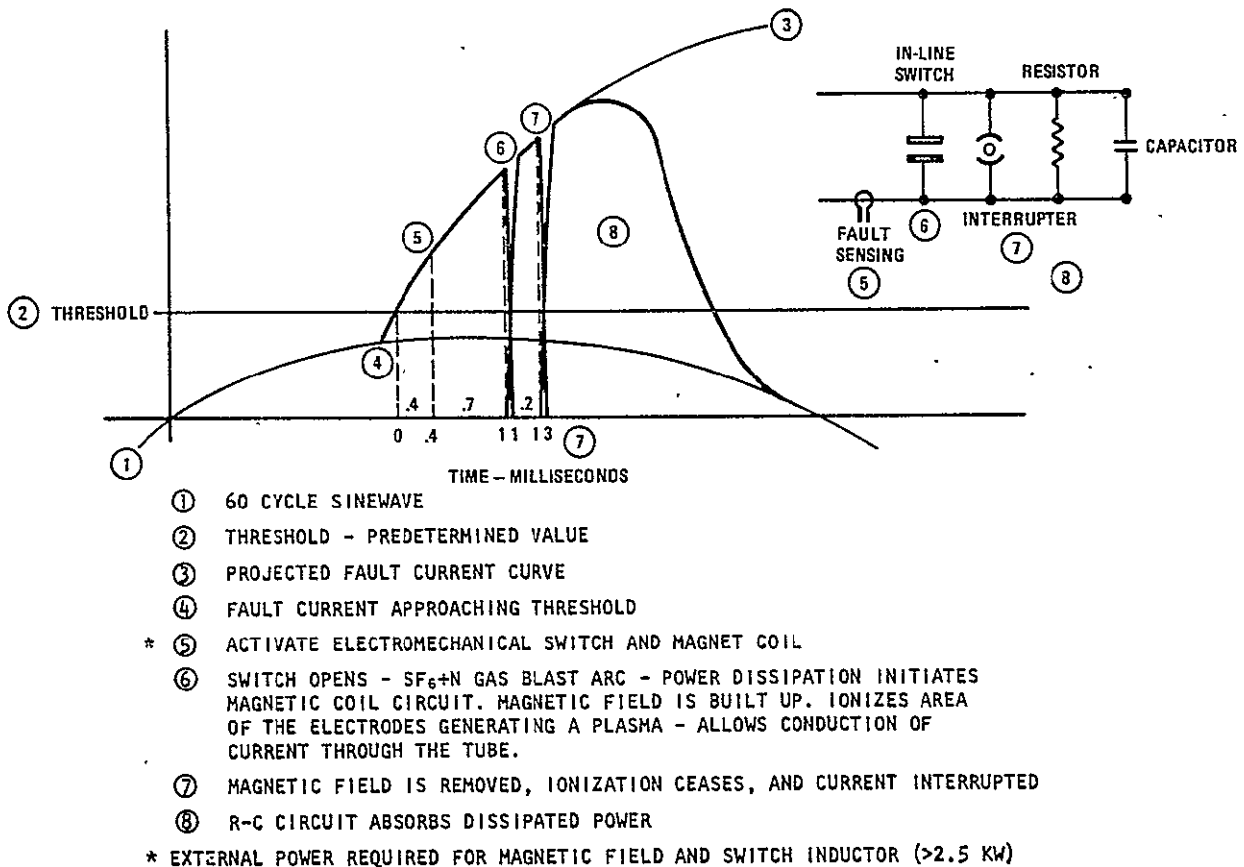 ③
IN-LINE
SWITCH
RESISTOR
⑦
⑥
CAPACITOR
⑤
⑧
⑥
INTERRUPTER
FAULT
SENSING
⑦
⑤
⑧
② THRESHOLD
④
.4 .7 .2
0 .4 1 1 1 3 ⑦
①
TIME – MILLISECONDS
① 60 CYCLE SINEWAVE
② THRESHOLD - PREDETERMINED VALUE
③ PROJECTED FAULT CURRENT CURVE
④ FAULT CURRENT APPROACHING THRESHOLD
* ⑤ ACTIVATE ELECTROMECHANICAL SWITCH AND MAGNET COIL
⑥ SWITCH OPENS - SF₆+N GAS BLAST ARC - POWER DISSIPATION INITIATES
MAGNETIC COIL CIRCUIT. MAGNETIC FIELD IS BUILT UP. IONIZES AREA
OF THE ELECTRODES GENERATING A PLASMA - ALLOWS CONDUCTION OF
CURRENT THROUGH THE TUBE.
⑦ MAGNETIC FIELD IS REMOVED, IONIZATION CEASES, AND CURRENT INTERRUPTED
⑧ R-C CIRCUIT ABSORBS DISSIPATED POWER
* EXTERNAL POWER REQUIRED FOR MAGNETIC FIELD AND SWITCH INDUCTOR (>2.5 KW)